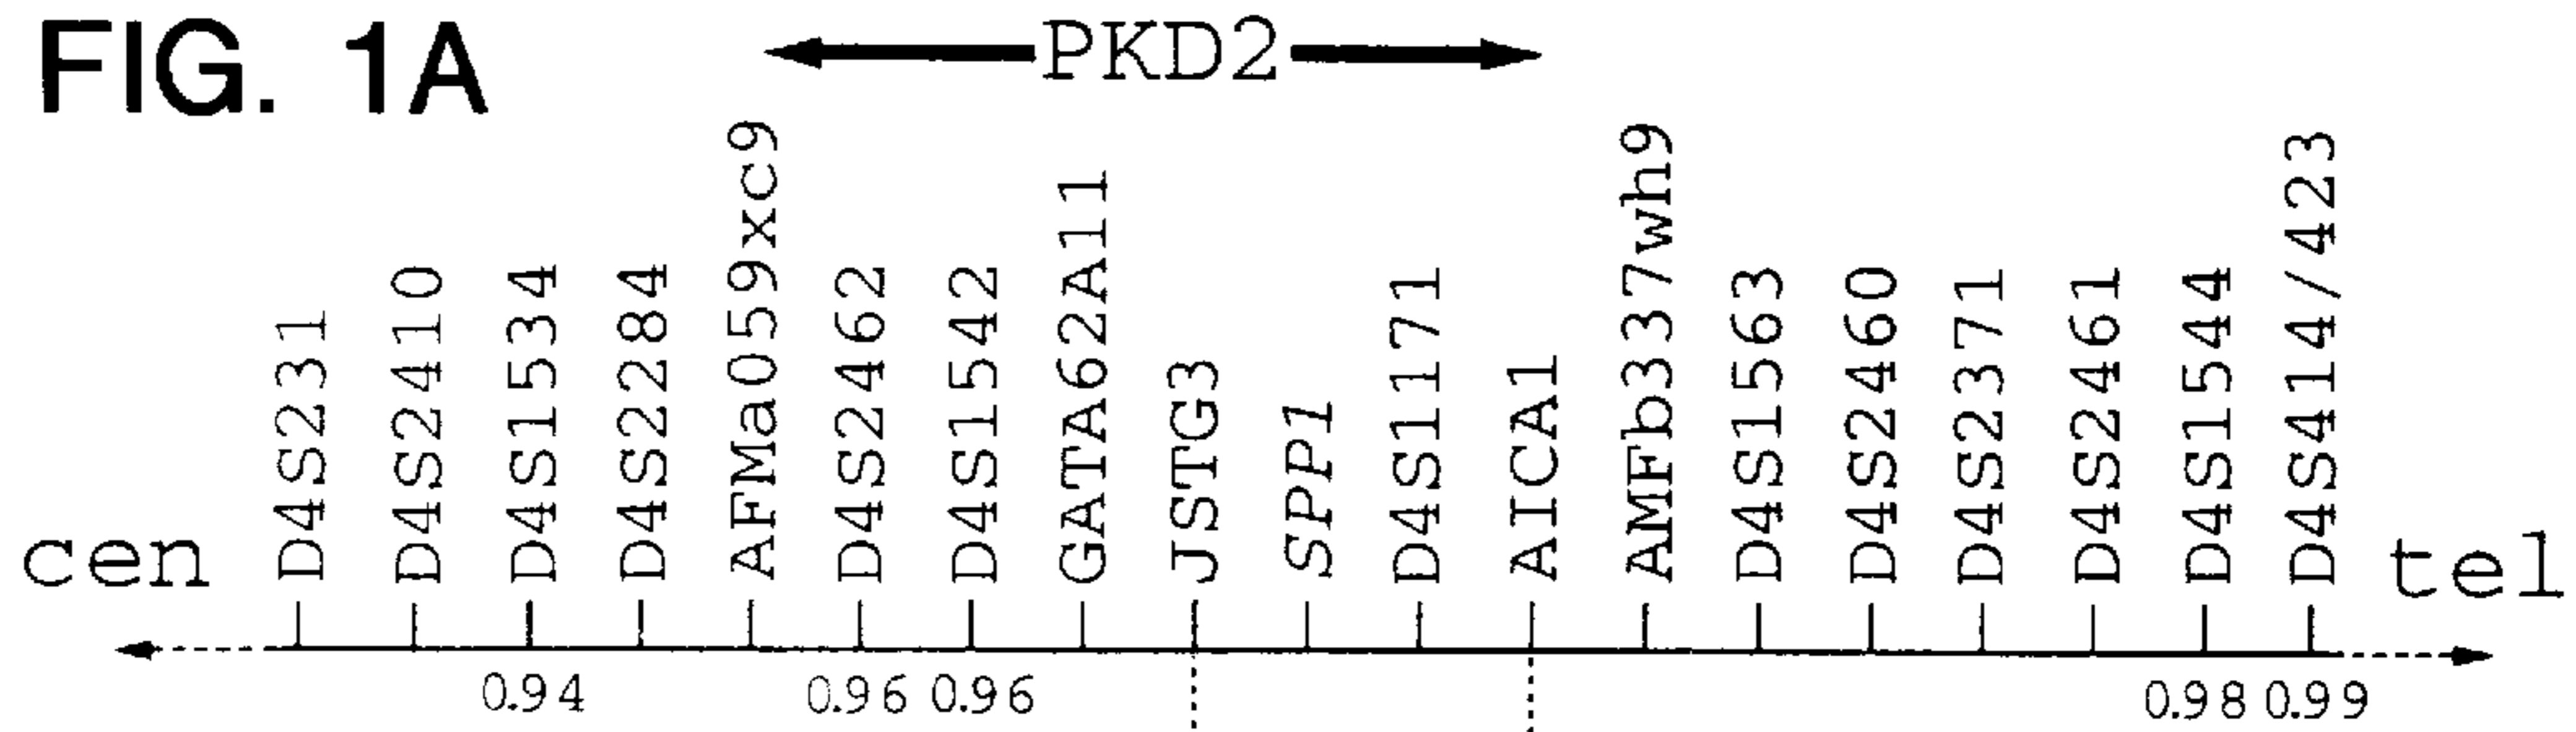 FIG. 1A
PKD2
cen
D4S231
D4S2410
D4S1534
D4S2284
AFMa059xc9
D4S2462
D4S1542
GATA62A11
JSTG3
SPP1
D4S1171
AICA1
AMFb337wh9
D4S1563
D4S2460
D4S2371
D4S2461
D4S1544
D4S414/423
tel
0.94
0.96
0.96
0.98
0.99